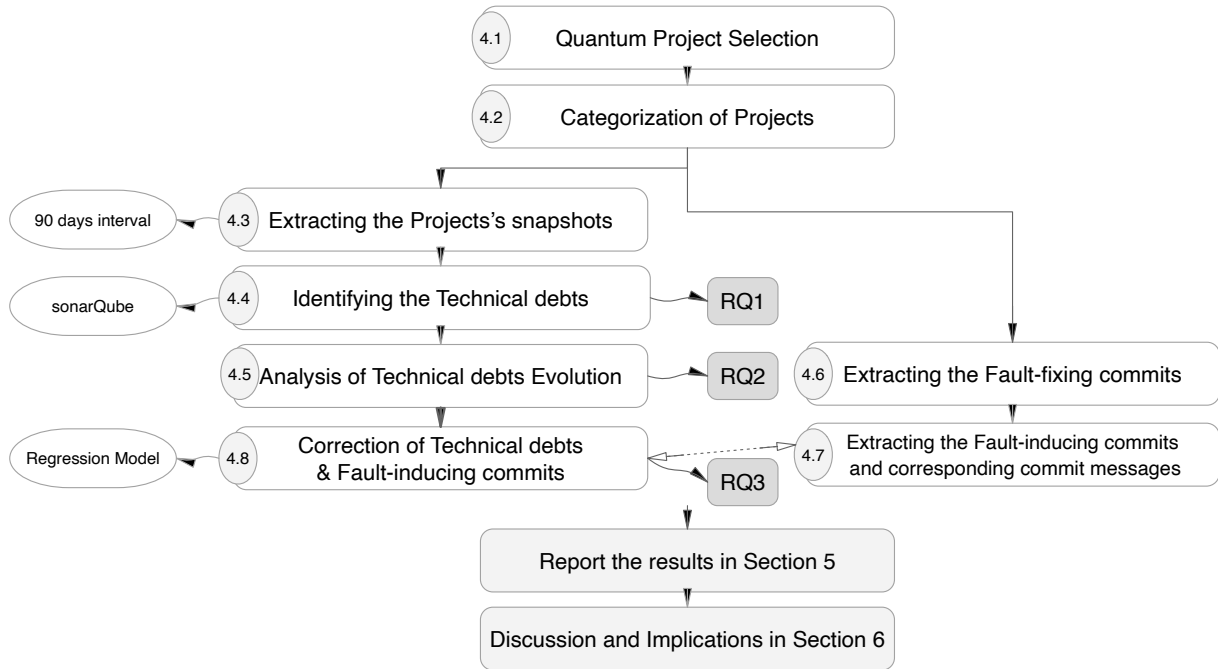 4.1
Quantum Project Selection
4.2
Categorization of Projects
90 days interval
4.3
Extracting the Projects's snapshots
sonarQube
4.4
Identifying the Technical debts
RQ1
4.5
Analysis of Technical debts Evolution
RQ2
4.6
Extracting the Fault-fixing commits
Regression Model
4.8
Correction of Technical debts
& Fault-inducing commits
RQ3
4.7
Extracting the Fault-inducing commits
and corresponding commit messages
Report the results in Section 5
Discussion and Implications in Section 6